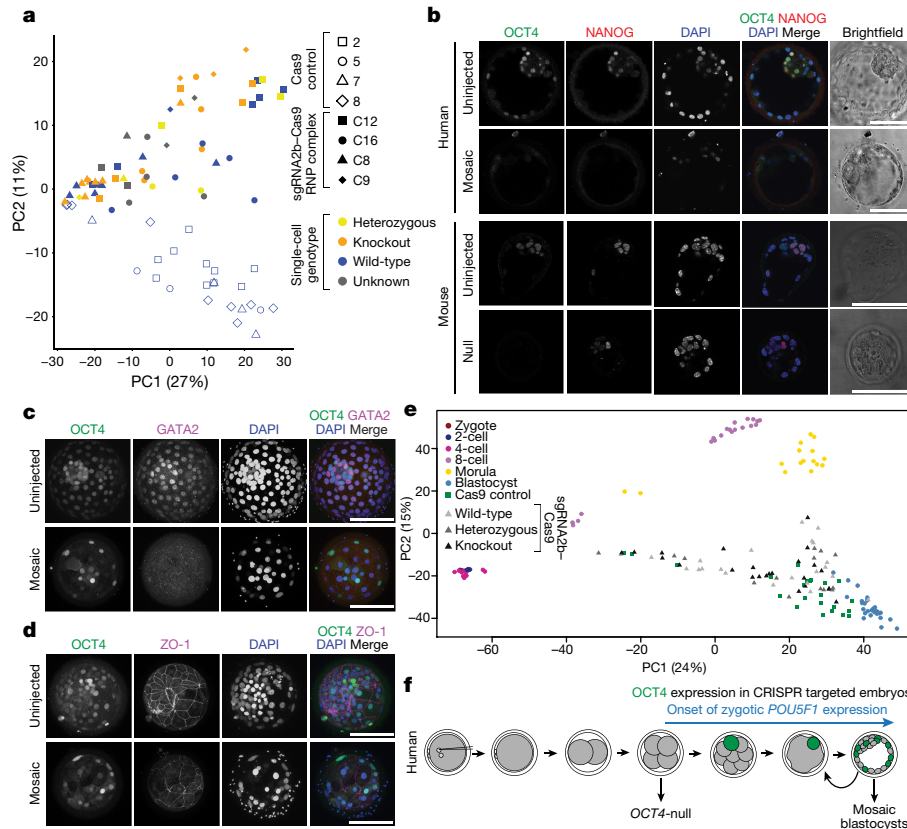 a
PC2 (11%)
20
10
0
−10
−20
−30
−20
−10
0
10
20
30
PC1 (27%)
Cas9
control
2
5
7
8
sgRNA2b–Cas9
RNP complex
C12
C16
C8
C9
Single-cell
genotype
Heterozygous
Knockout
Wild-type
Unknown
b
OCT4
NANOG
DAPI
OCT4 NANOG
DAPI Merge
Brightfield
Human
Uninjected
Mosaic
Mouse
Uninjected
Null
c
OCT4
GATA2
DAPI
OCT4 GATA2
DAPI Merge
Uninjected
Mosaic
d
OCT4
ZO-1
DAPI
OCT4 ZO-1
DAPI Merge
Uninjected
Mosaic
e
Zygote
2-cell
4-cell
8-cell
Morula
Blastocyst
Cas9 control
Wild-type
Heterozygous
Knockout
sgRNA2b–
Cas9
PC2 (15%)
40
20
0
−20
−40
−60
−40
−20
0
20
40
PC1 (24%)
f
OCT4 expression in CRISPR targeted embryos
Onset of zygotic POU5F1 expression
Human
OCT4-null
Mosaic
blastocysts